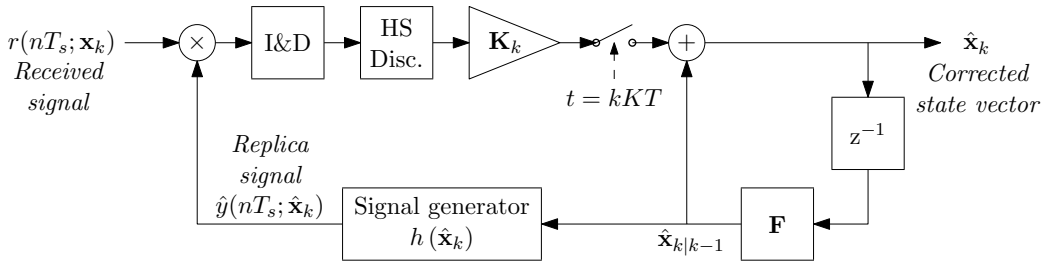 r(nT_s; x_k)
Received
signal
×
I&D
HS
Disc.
K_k
t = kKT
+
x̂_k
Corrected
state vector
z⁻¹
F
x̂_{k|k−1}
Signal generator
h (x̂_k)
Replica
signal
ŷ(nT_s; x̂_k)